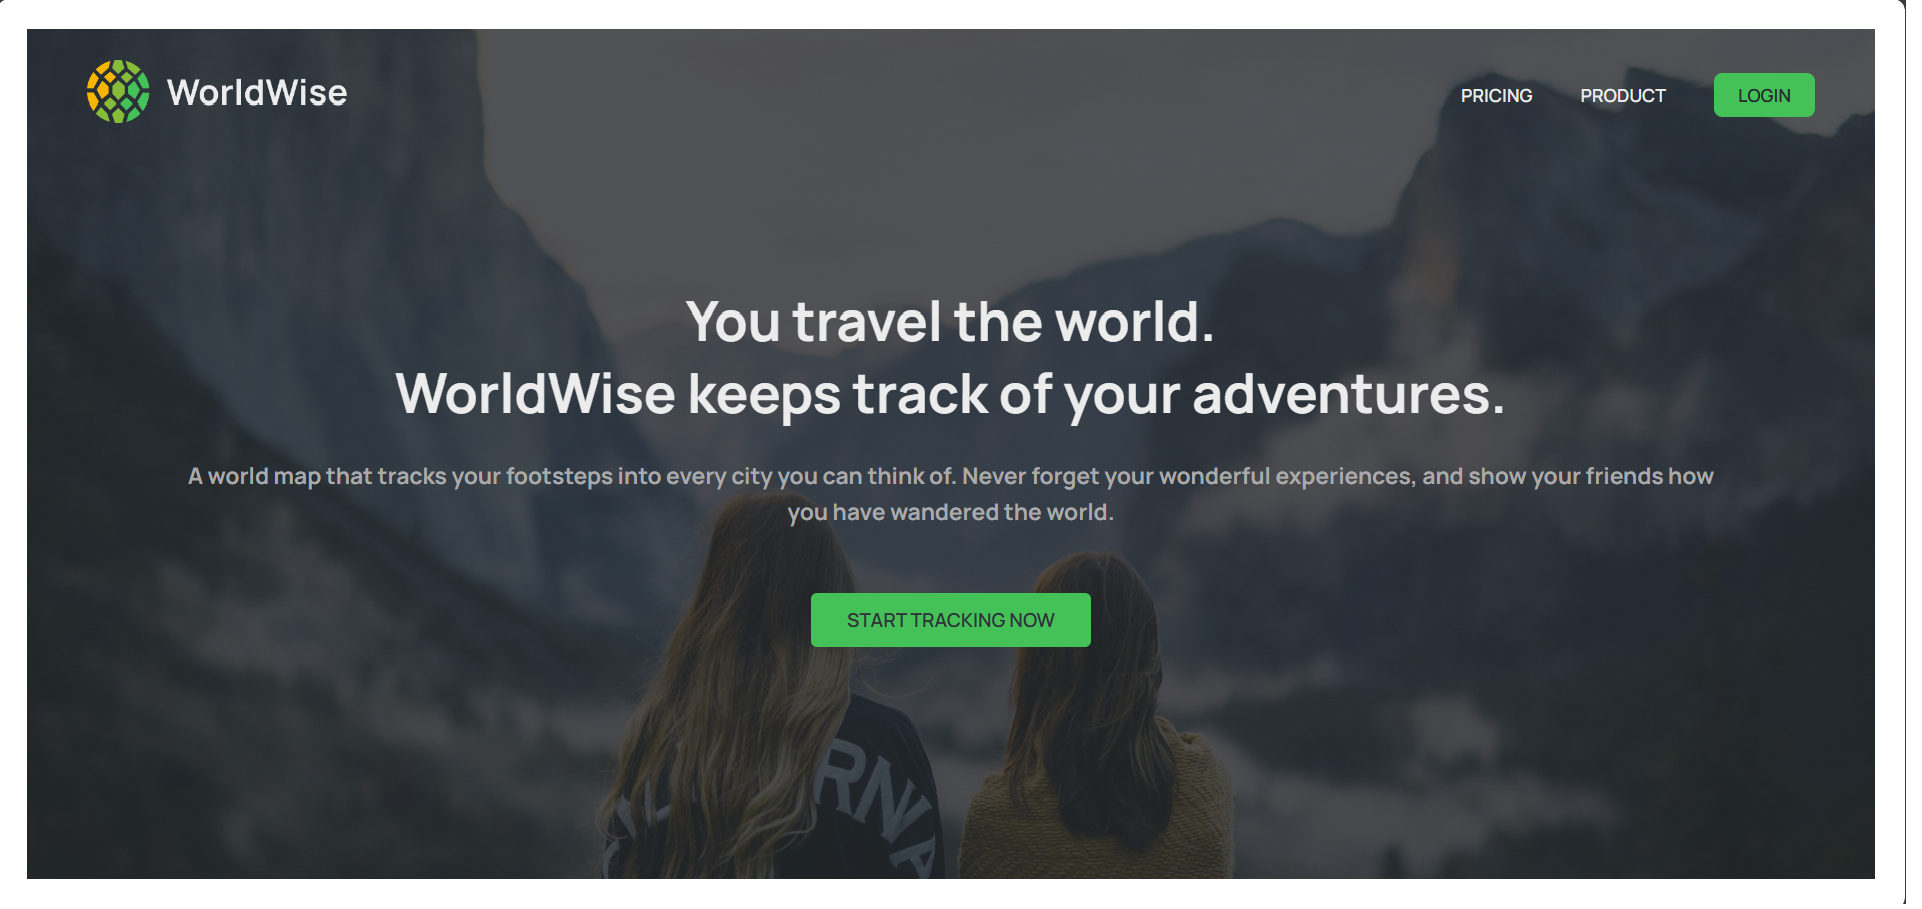 WorldWise
PRICING
PRODUCT
LOGIN
You travel the world.
WorldWise keeps track of your adventures.
A world map that tracks your footsteps into every city you can think of. Never forget your wonderful experiences, and show your friends how
you have wandered the world.
START TRACKING NOW
RNIA